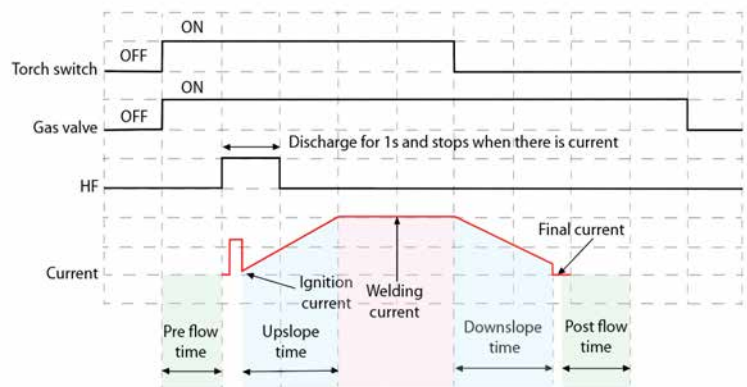 ON
OFF
Torch switch
ON
OFF
Gas valve
Discharge for 1s and stops when there is current
HF
Final current
Current
Ignition
current
Welding
current
Pre flow
time
Upslope
time
Downslope
time
Post flow
time